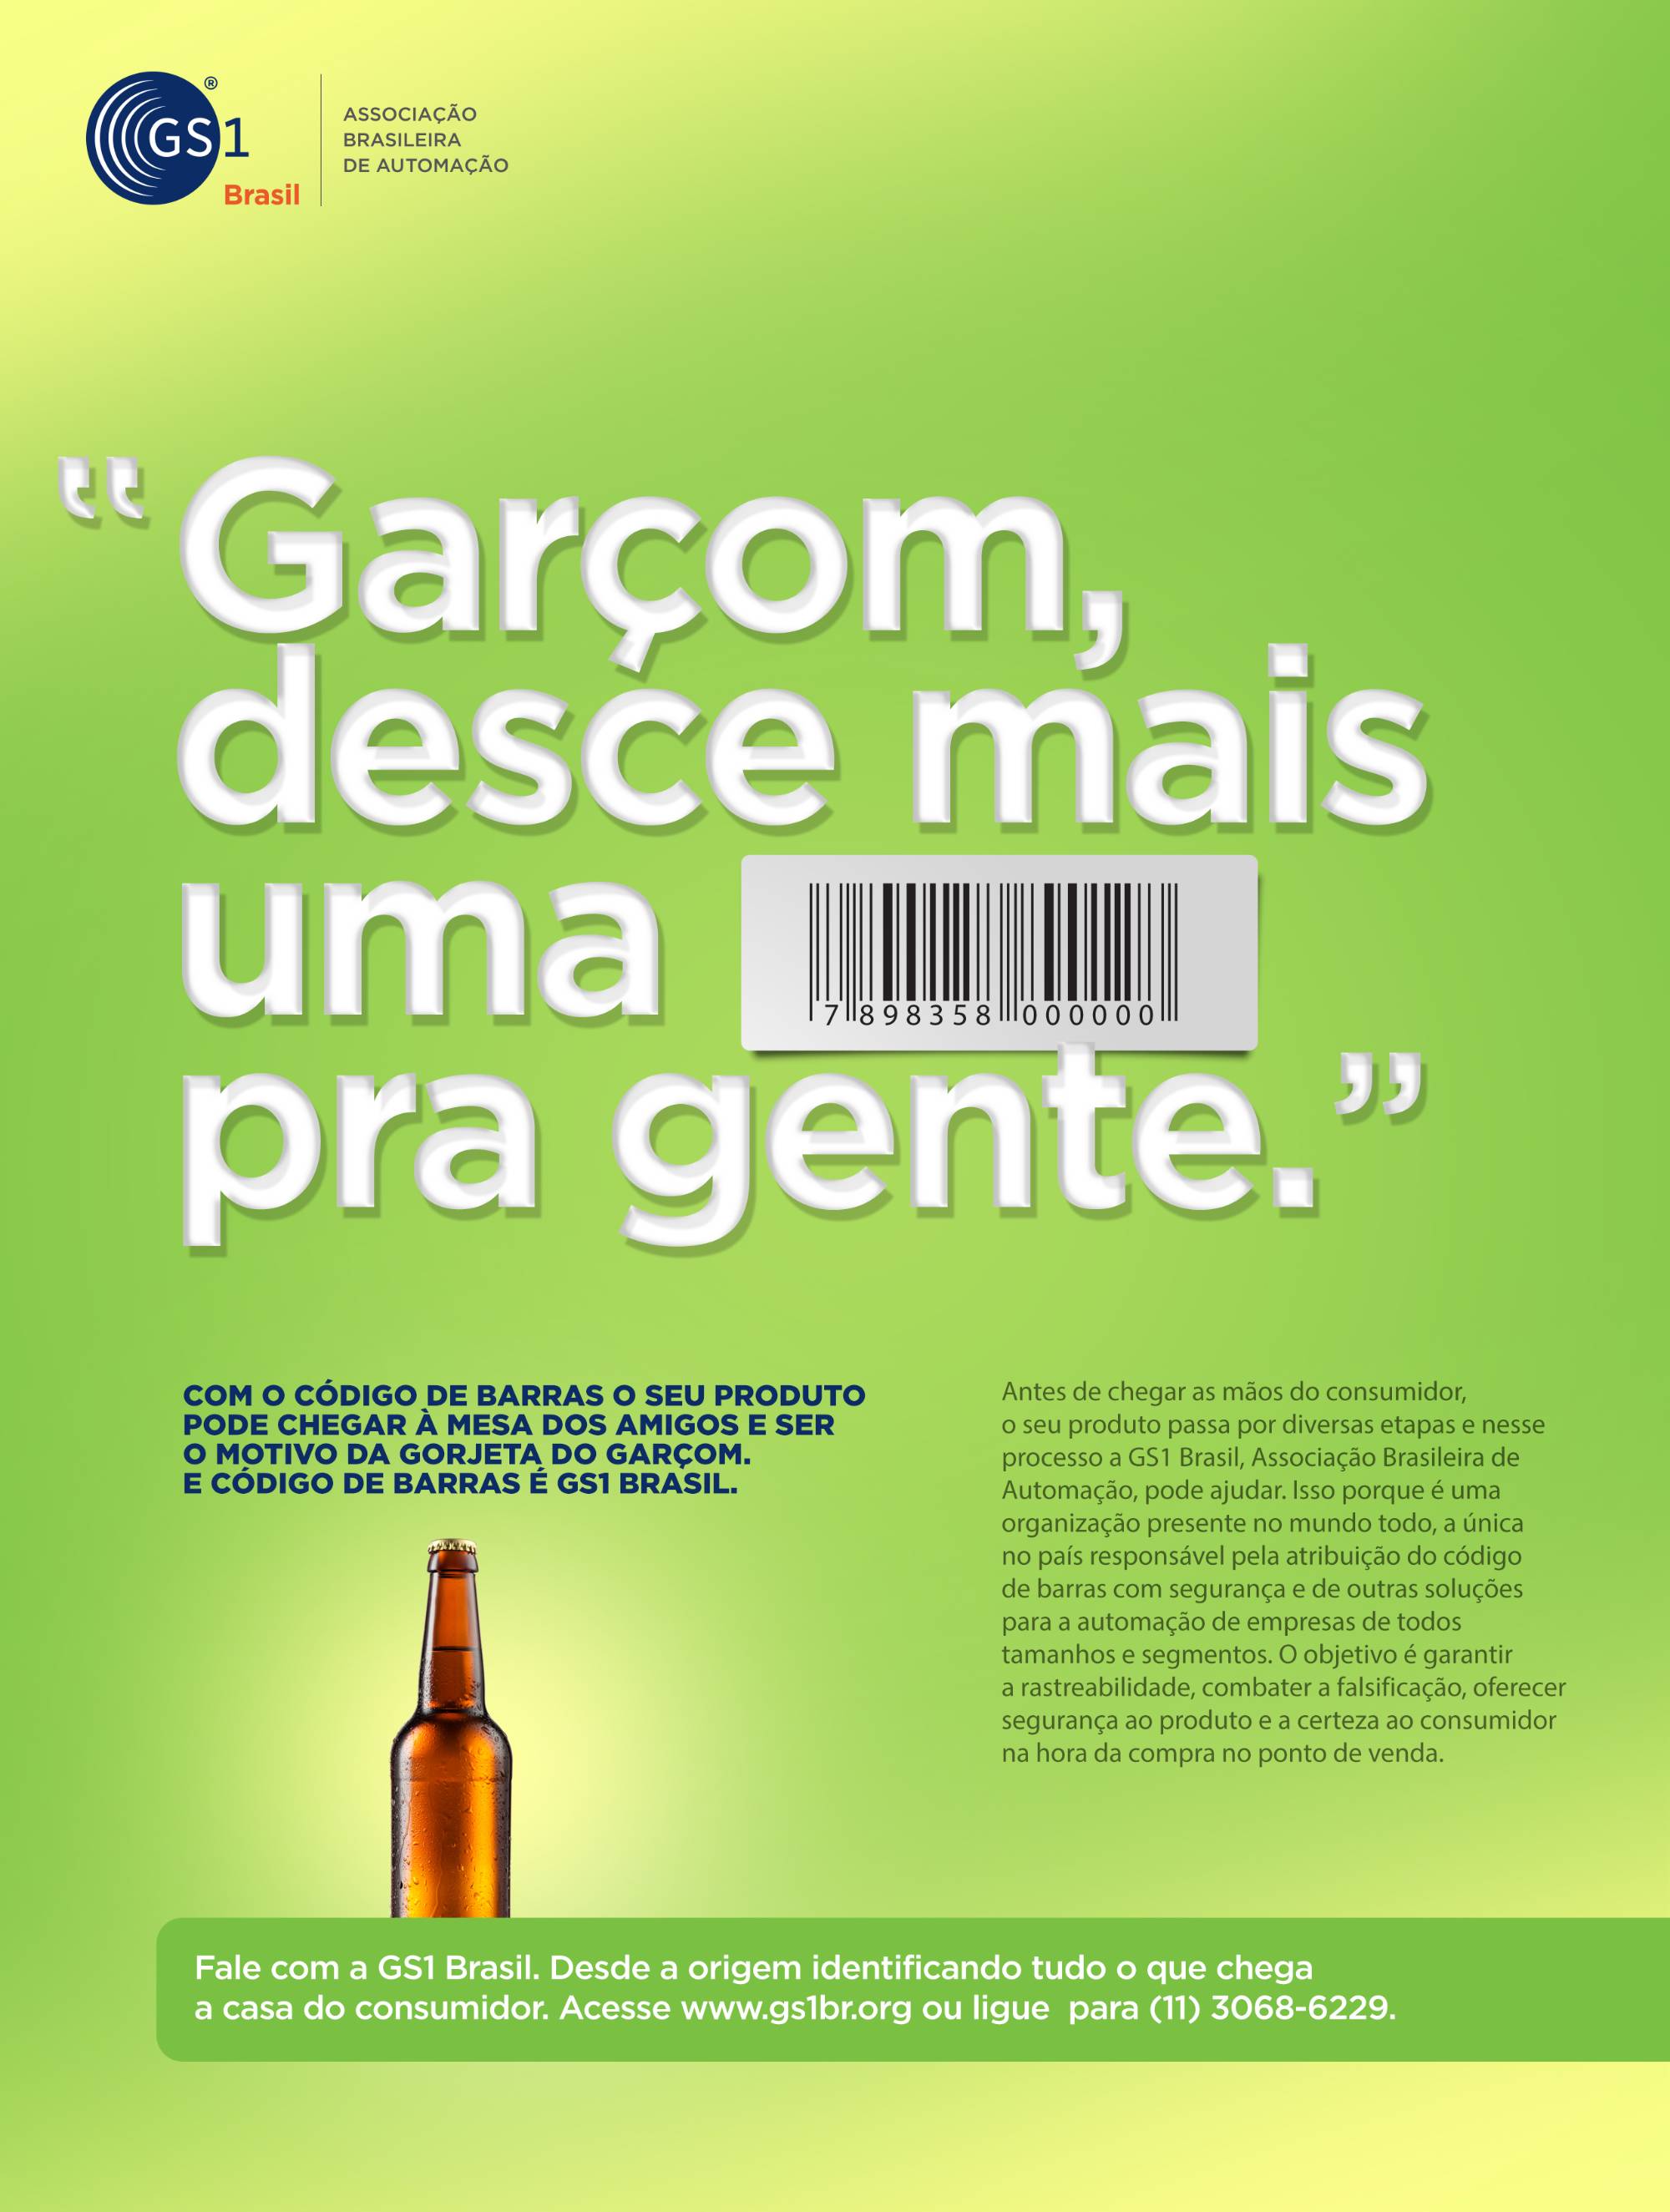 GS1®
Brasil
ASSOCIAÇÃO
BRASILEIRA
DE AUTOMAÇÃO
“Garçom,
desce mais
uma
7 898358 000000
pra gente.”
COM O CÓDIGO DE BARRAS O SEU PRODUTO
PODE CHEGAR À MESA DOS AMIGOS E SER
O MOTIVO DA GORJETA DO GARÇOM.
E CÓDIGO DE BARRAS É GS1 BRASIL.
Antes de chegar as mãos do consumidor,
o seu produto passa por diversas etapas e nesse
processo a GS1 Brasil, Associação Brasileira de
Automação, pode ajudar. Isso porque é uma
organização presente no mundo todo, a única
no país responsável pela atribuição do código
de barras com segurança e de outras soluções
para a automação de empresas de todos
tamanhos e segmentos. O objetivo é garantir
a rastreabilidade, combater a falsificação, oferecer
segurança ao produto e a certeza ao consumidor
na hora da compra no ponto de venda.
Fale com a GS1 Brasil. Desde a origem identificando tudo o que chega
a casa do consumidor. Acesse www.gs1br.org ou ligue para (11) 3068-6229.